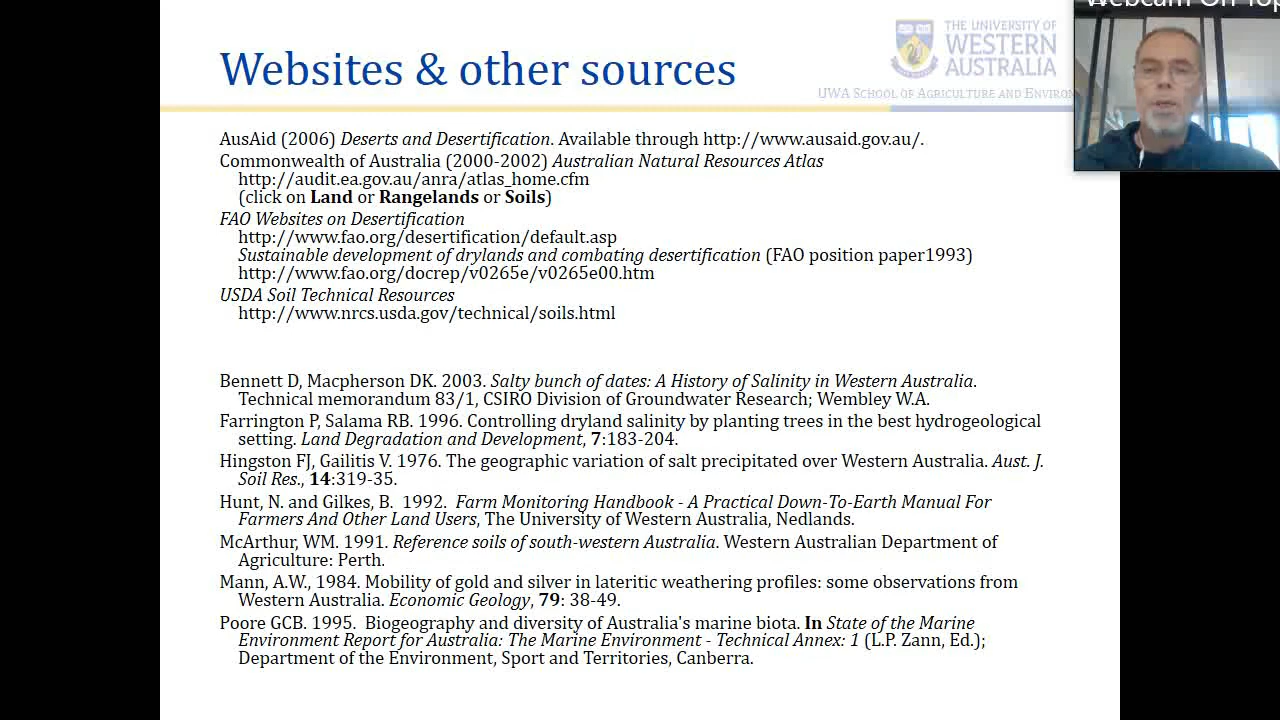 Webcam On Top
THE UNIVERSITY OF
WESTERN
AUSTRALIA
Websites & other sources
UWA SCHOOL OF AGRICULTURE AND ENVIRON
AusAid (2006) Deserts and Desertification. Available through http://www.ausaid.gov.au/.
Commonwealth of Australia (2000-2002) Australian Natural Resources Atlas
http://audit.ea.gov.au/anra/atlas_home.cfm
(click on Land or Rangelands or Soils)
FAO Websites on Desertification
http://www.fao.org/desertification/default.asp
Sustainable development of drylands and combating desertification (FAO position paper1993)
http://www.fao.org/docrep/v0265e/v0265e00.htm
USDA Soil Technical Resources
http://www.nrcs.usda.gov/technical/soils.html
Bennett D, Macpherson DK. 2003. Salty bunch of dates: A History of Salinity in Western Australia.
Technical memorandum 83/1, CSIRO Division of Groundwater Research; Wembley W.A.
Farrington P, Salama RB. 1996. Controlling dryland salinity by planting trees in the best hydrogeological
setting. Land Degradation and Development, 7:183-204.
Hingston FJ, Gailitis V. 1976. The geographic variation of salt precipitated over Western Australia. Aust. J.
Soil Res., 14:319-35.
Hunt, N. and Gilkes, B. 1992. Farm Monitoring Handbook - A Practical Down-To-Earth Manual For
Farmers And Other Land Users, The University of Western Australia, Nedlands.
McArthur, WM. 1991. Reference soils of south-western Australia. Western Australian Department of
Agriculture: Perth.
Mann, A.W., 1984. Mobility of gold and silver in lateritic weathering profiles: some observations from
Western Australia. Economic Geology, 79: 38-49.
Poore GCB. 1995. Biogeography and diversity of Australia's marine biota. In State of the Marine
Environment Report for Australia: The Marine Environment - Technical Annex: 1 (L.P. Zann, Ed.);
Department of the Environment, Sport and Territories, Canberra.